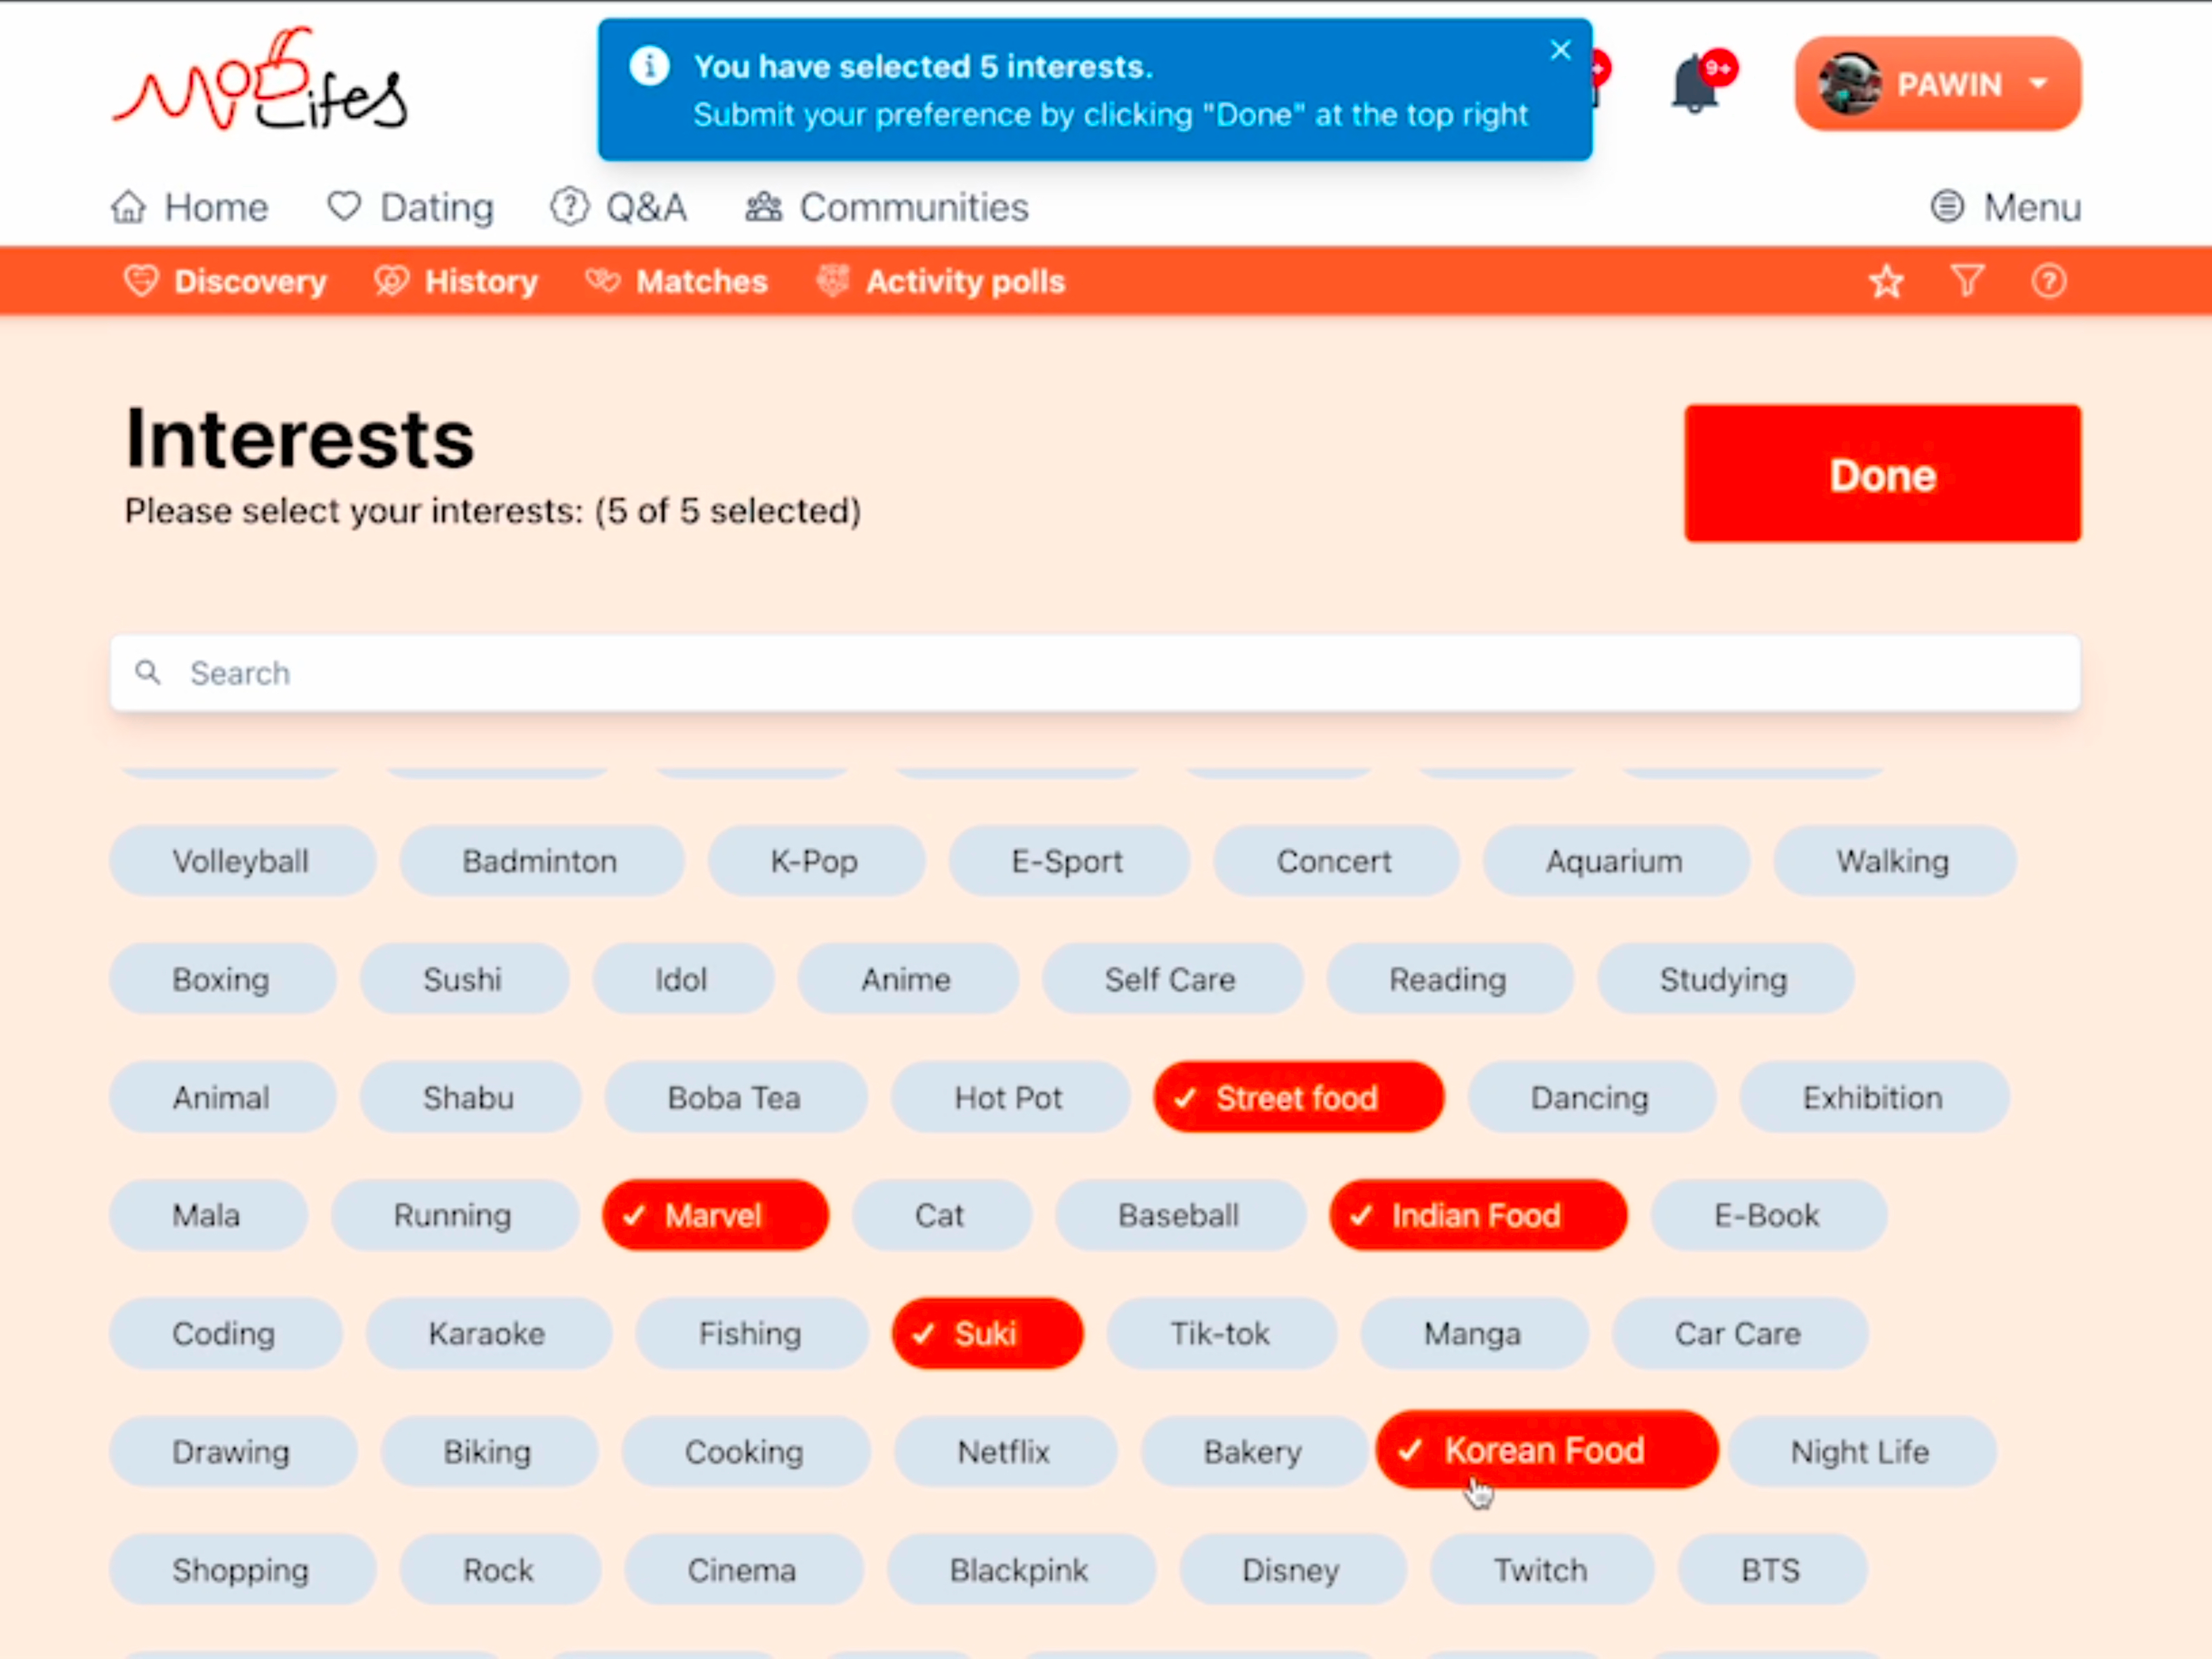 MobLifes
You have selected 5 interests.
Submit your preference by clicking "Done" at the top right
9+
PAWIN
Home Dating Q&A Communities Menu
Discovery History Matches Activity polls
Interests
Please select your interests: (5 of 5 selected)
Done
Search
Volleyball Badminton K-Pop E-Sport Concert Aquarium Walking
Boxing Sushi Idol Anime Self Care Reading Studying
Animal Shabu Boba Tea Hot Pot Street food Dancing Exhibition
Mala Running Marvel Cat Baseball Indian Food E-Book
Coding Karaoke Fishing Suki Tik-tok Manga Car Care
Drawing Biking Cooking Netflix Bakery Korean Food Night Life
Shopping Rock Cinema Blackpink Disney Twitch BTS